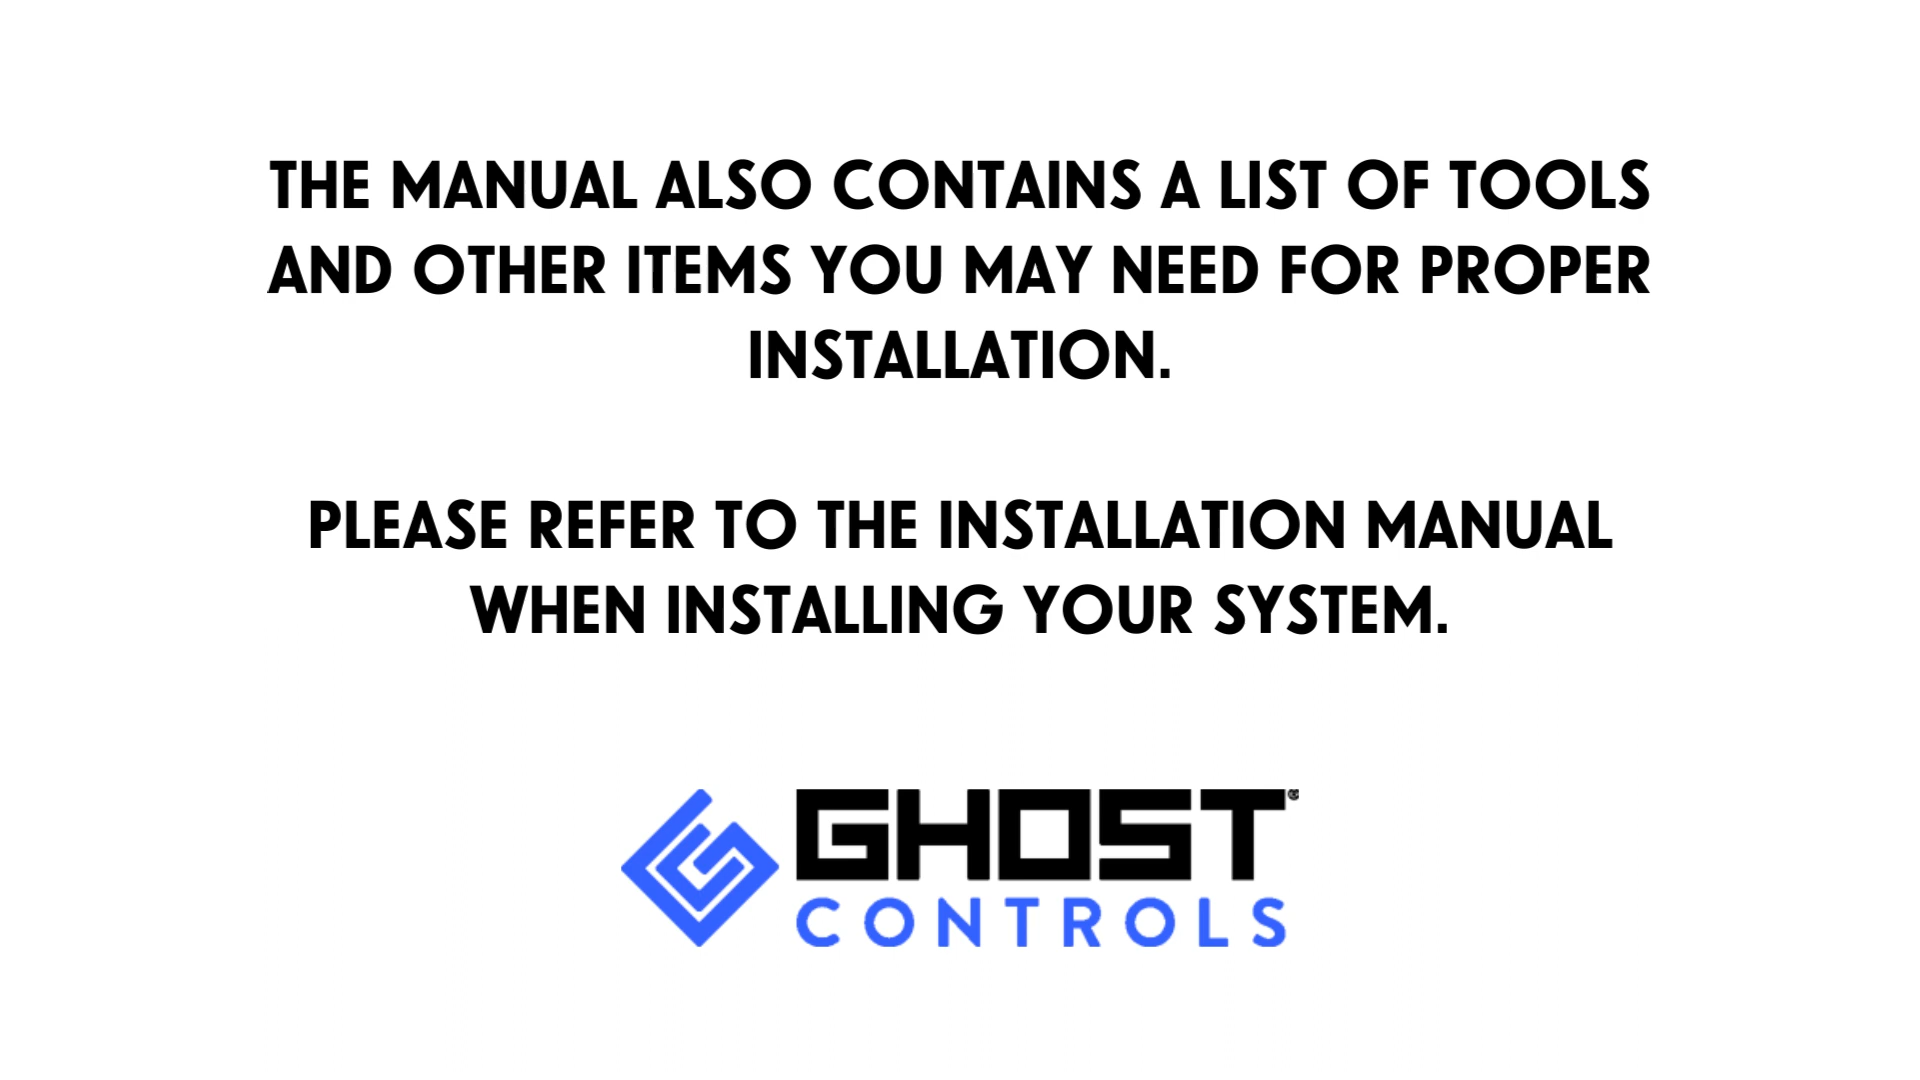 THE MANUAL ALSO CONTAINS A LIST OF TOOLS
AND OTHER ITEMS YOU MAY NEED FOR PROPER
INSTALLATION.
PLEASE REFER TO THE INSTALLATION MANUAL
WHEN INSTALLING YOUR SYSTEM.
GHOST®
CONTROLS